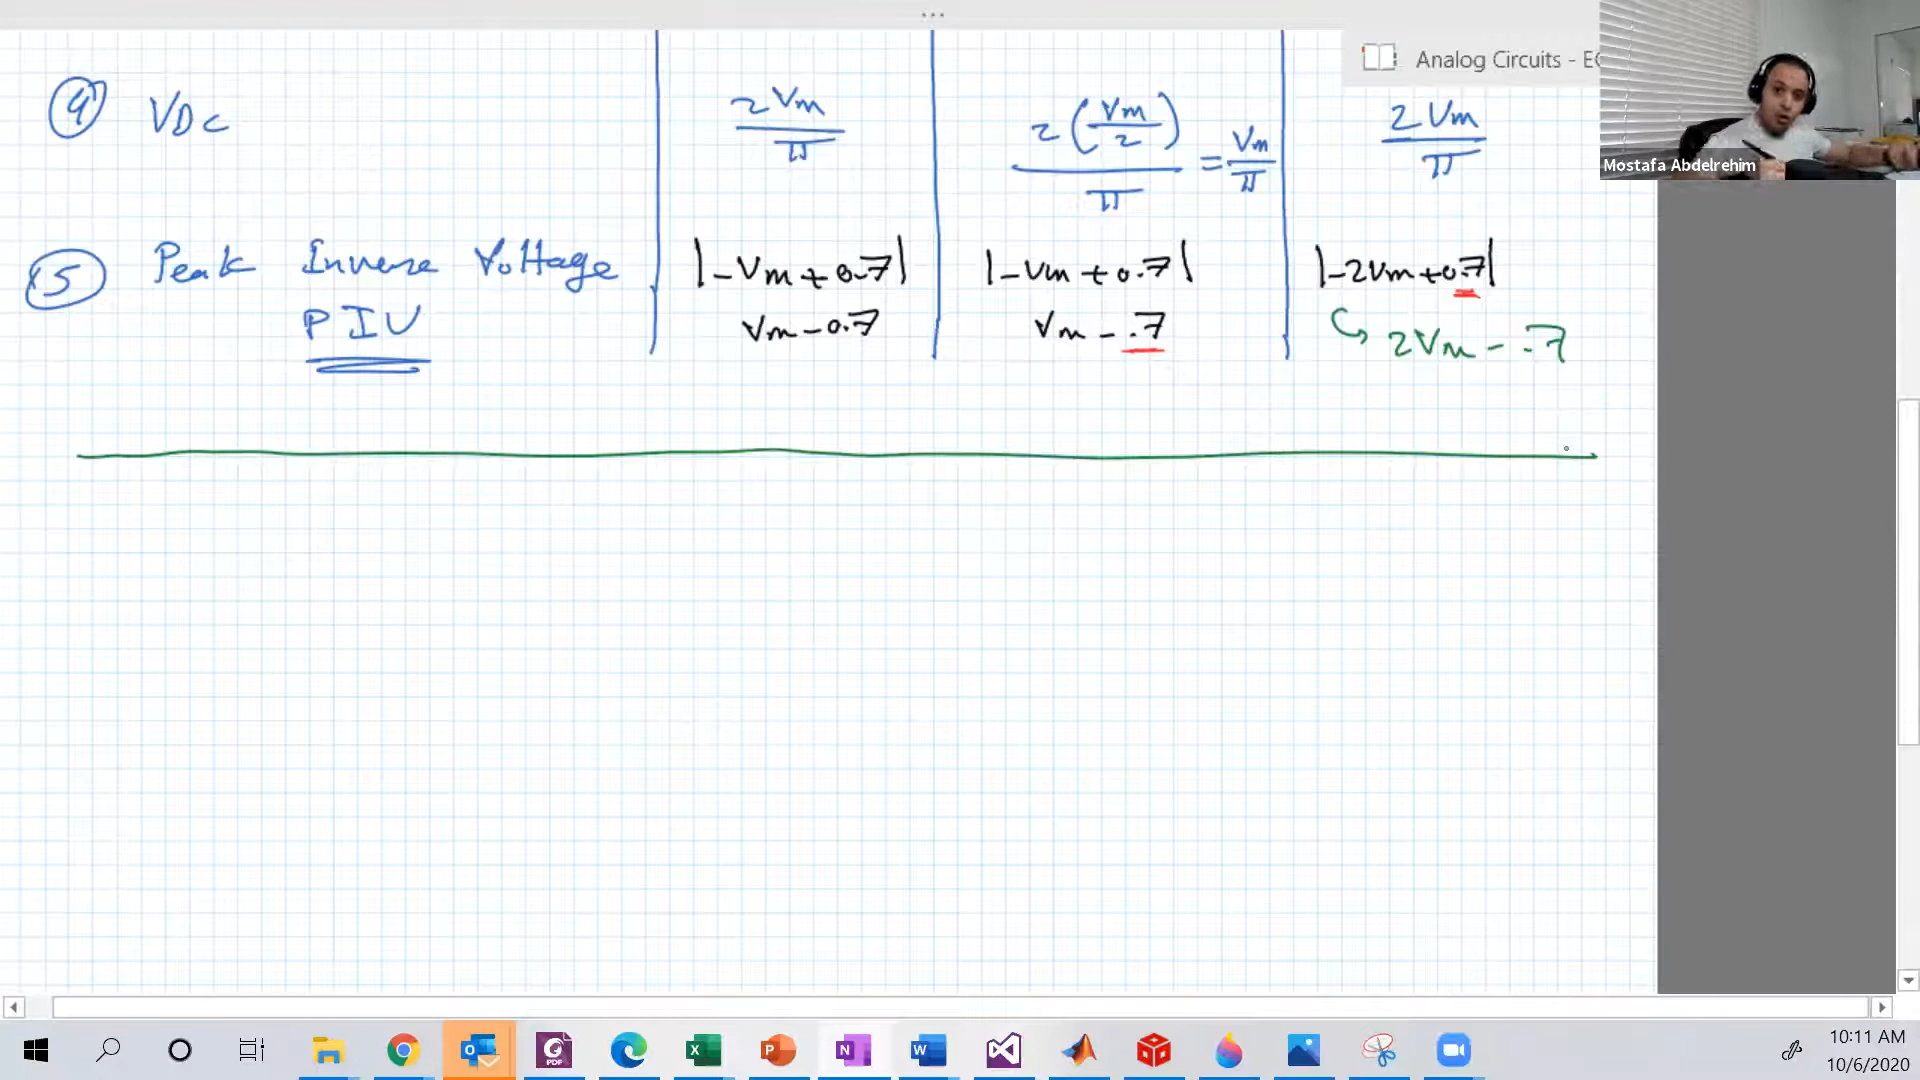 Analog Circuits - EC
Mostafa Abdelrehim
④ VDc
2Vm/π
2(Vm/2)/π = Vm/π
2Vm/π
⑤ Peak Inverse Voltage
PIV
|-Vm+0.7|
Vm-0.7
|-Vm+0.7|
Vm-.7
|-2Vm+0.7|
2Vm-.7
10:11 AM
10/6/2020